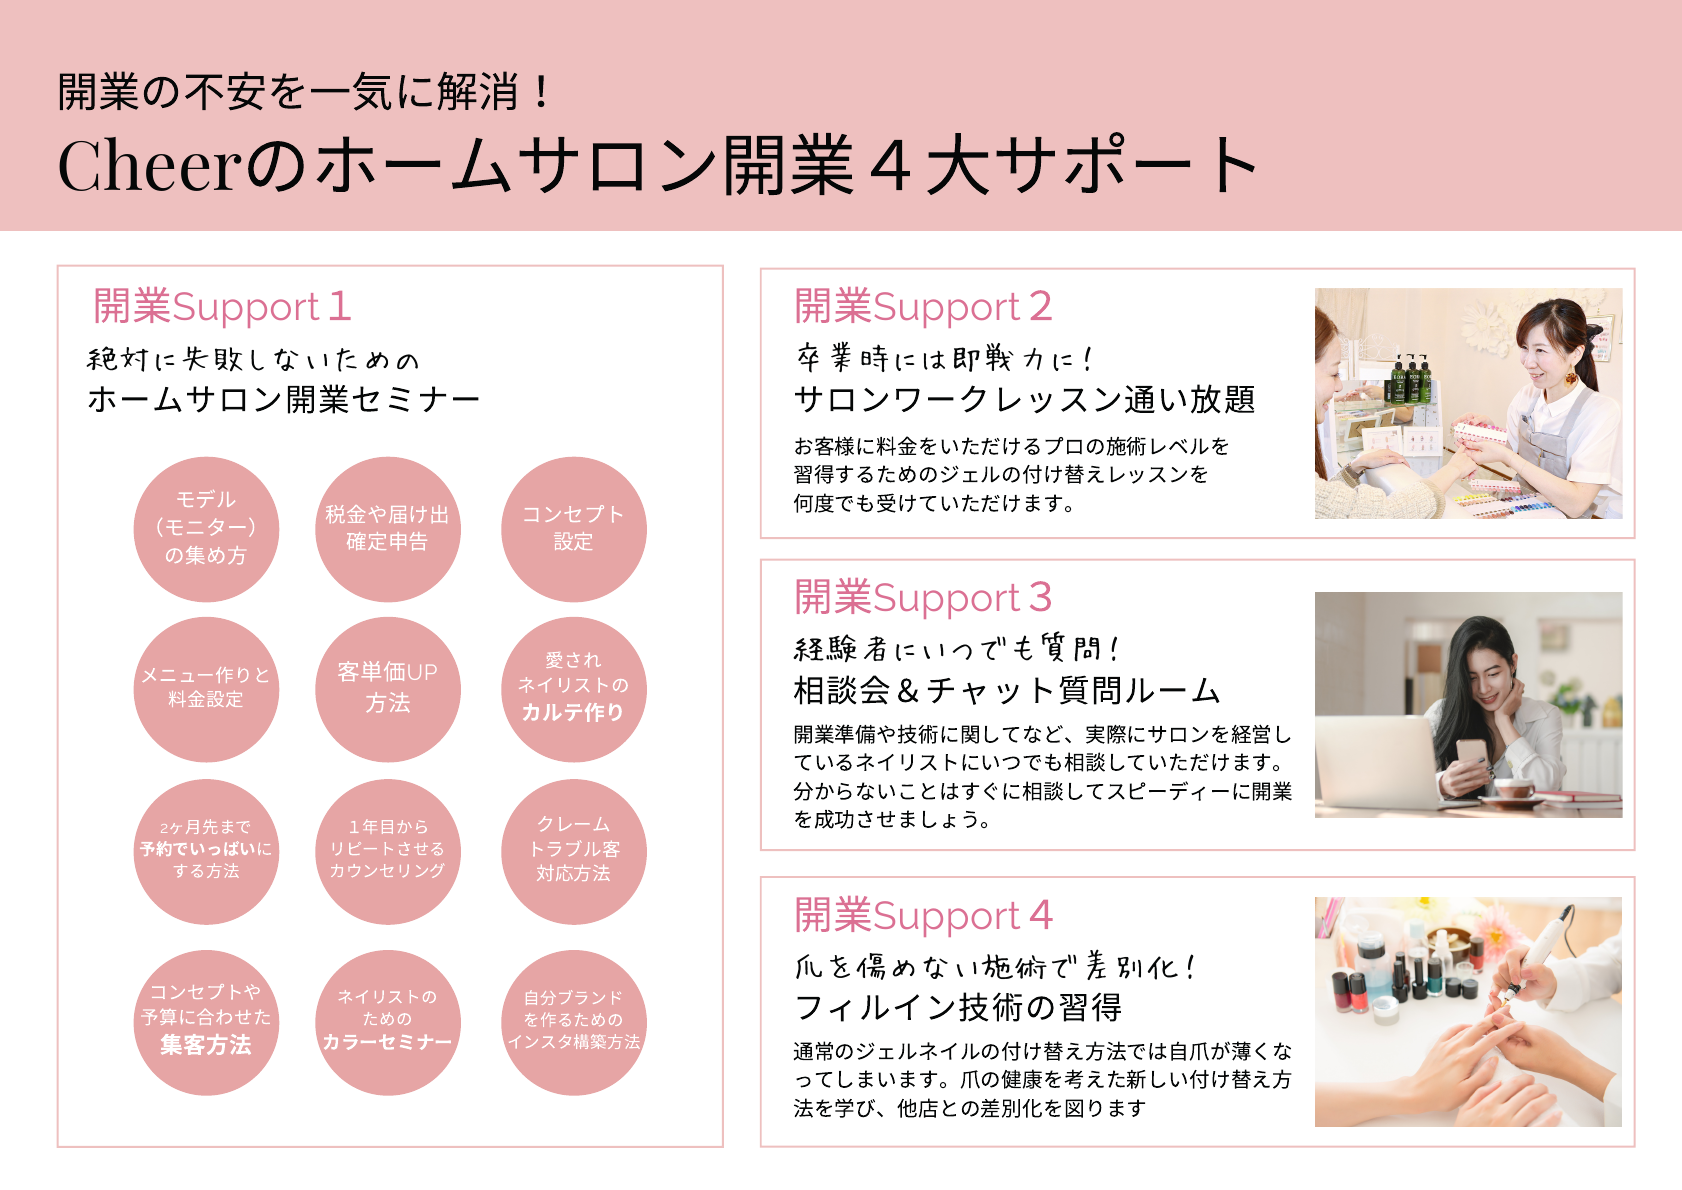 開業の不安を一気に解消！
Cheerのホームサロン開業４大サポート
開業Support１
絶対に失敗しないための
ホームサロン開業セミナー
モデル
（モニター）
の集め方
税金や届け出
確定申告
コンセプト
設定
メニュー作りと
料金設定
客単価UP
方法
愛され
ネイリストの
カルテ作り
2ヶ月先まで
予約でいっぱいに
する方法
１年目から
リピートさせる
カウンセリング
クレーム
トラブル客
対応方法
コンセプトや
予算に合わせた
集客方法
ネイリストの
ための
カラーセミナー
自分ブランド
を作るための
インスタ構築方法
開業Support２
卒業時には即戦力に！
サロンワークレッスン通い放題
お客様に料金をいただけるプロの施術レベルを
習得するためのジェルの付け替えレッスンを
何度でも受けていただけます。
開業Support３
経験者にいつでも質問！
相談会＆チャット質問ルーム
開業準備や技術に関してなど、実際にサロンを経営し
ているネイリストにいつでも相談していただけます。
分からないことはすぐに相談してスピーディーに開業
を成功させましょう。
開業Support４
爪を傷めない施術で差別化！
フィルイン技術の習得
通常のジェルネイルの付け替え方法では自爪が薄くな
ってしまいます。爪の健康を考えた新しい付け替え方
法を学び、他店との差別化を図ります